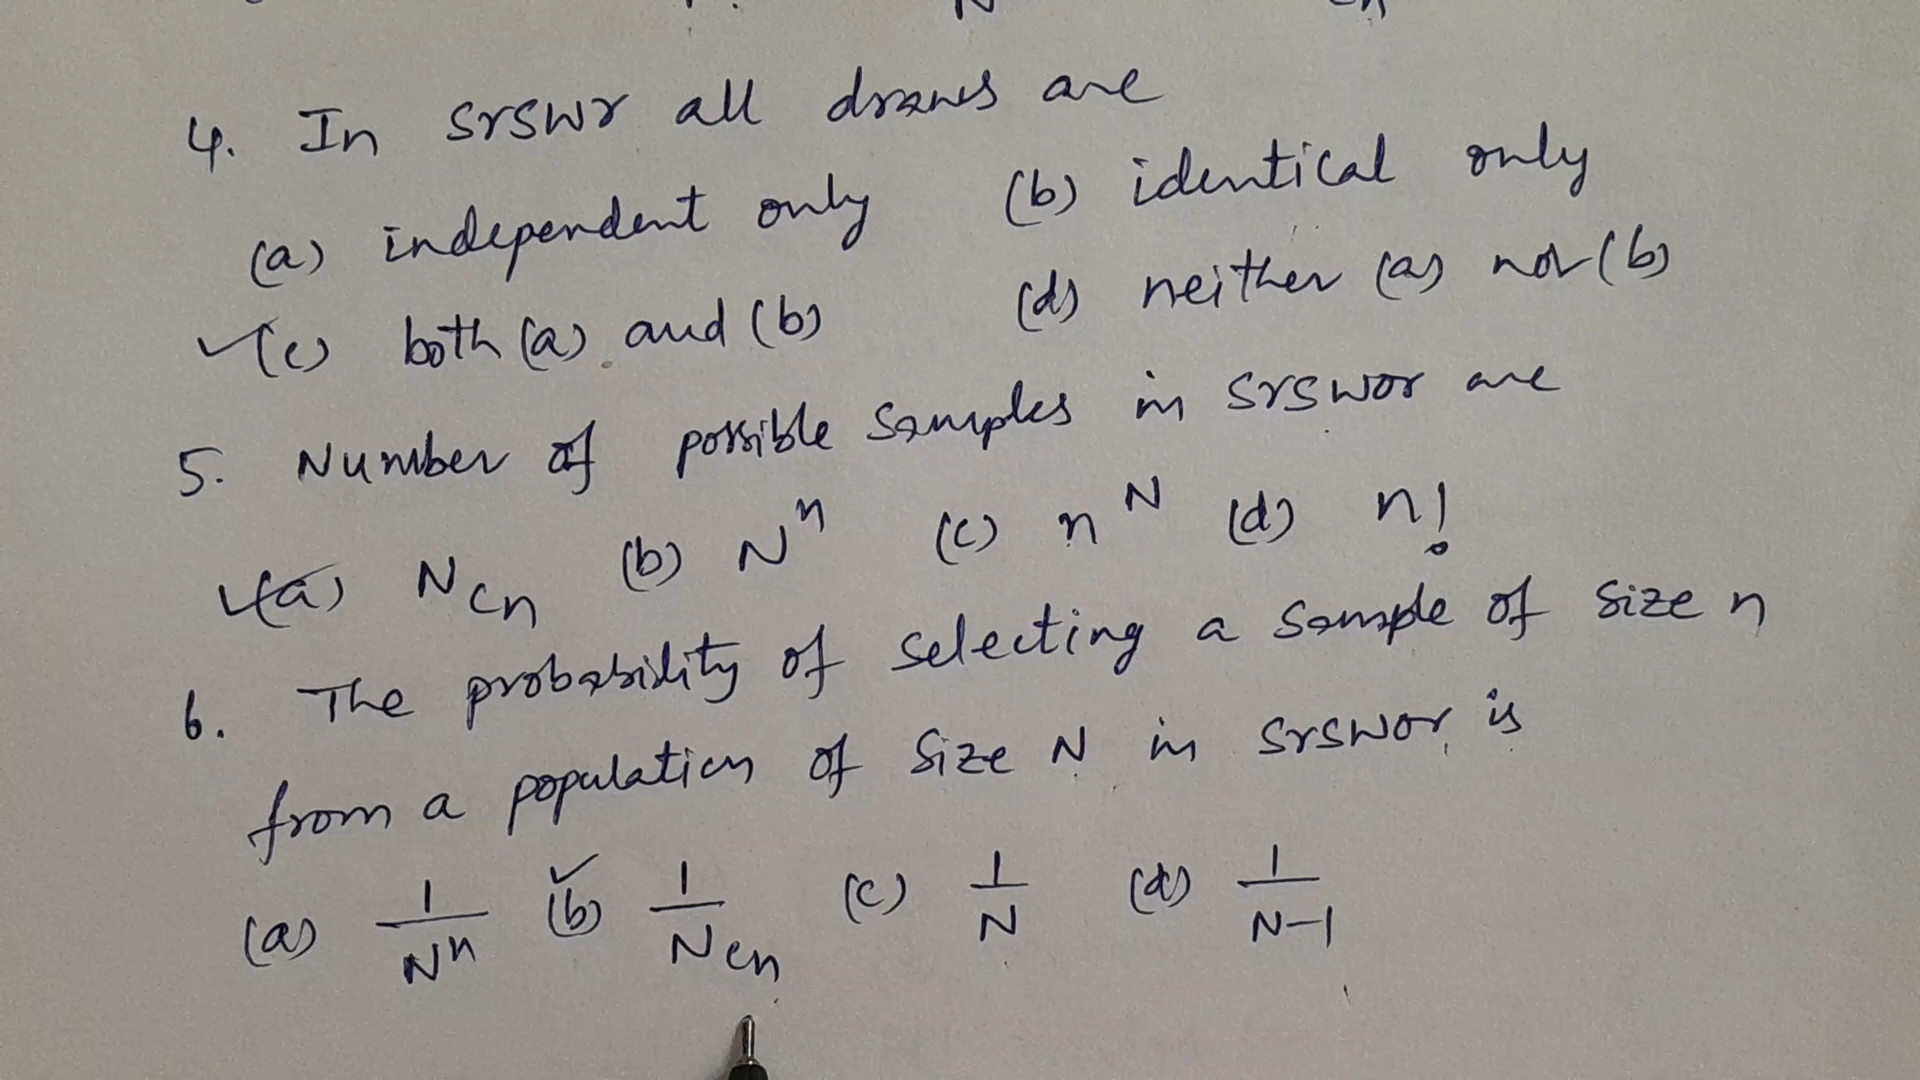 4. In srswr all draws are
(a) independent only (b) identical only
✓(c) both (a) and (b) (d) neither (a) nor (b)
5. Number of possible samples in srswor are
✓(a) N c n (b) N^n (c) n^N (d) n!
6. The probability of selecting a sample of size n
from a population of size N in srswor is
(a) 1/N^n ✓(b) 1/N c n (c) 1/N (d) 1/N-1